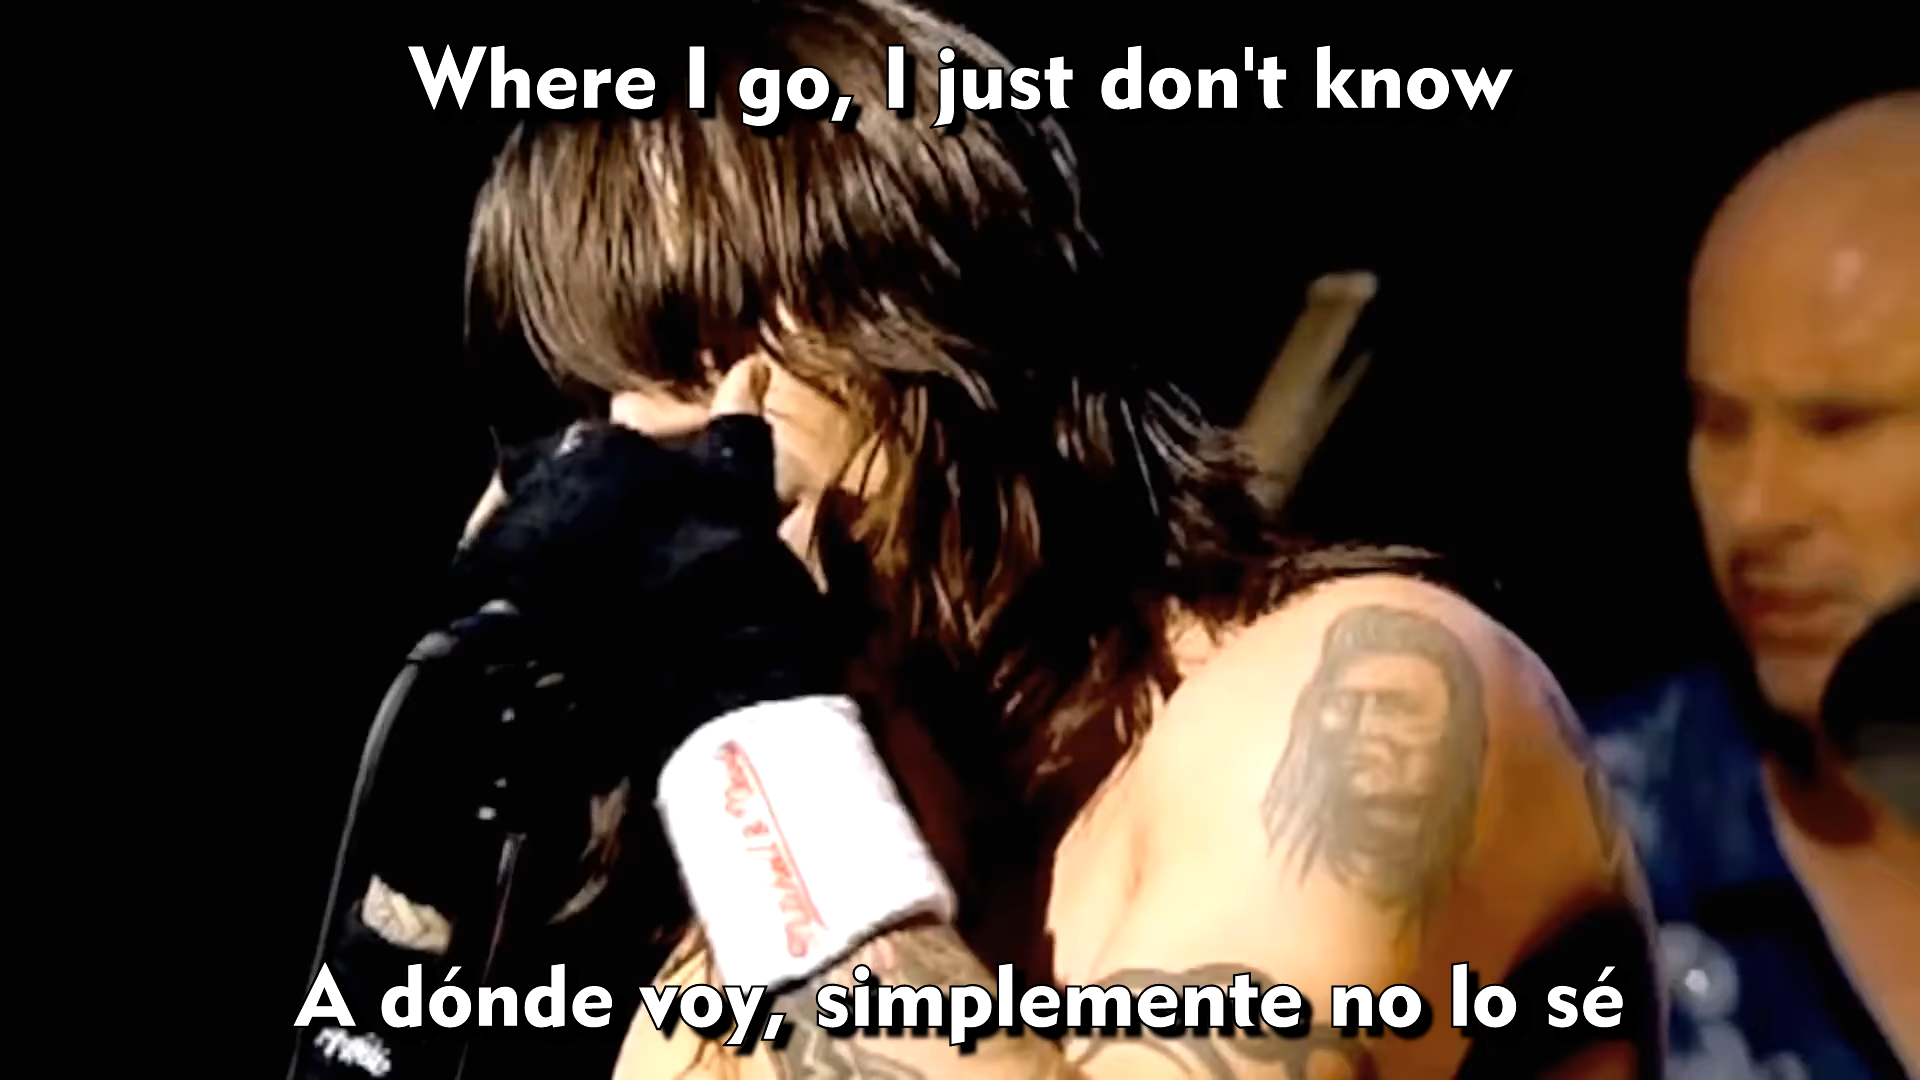 Where I go, I just don't know
A dónde voy, simplemente no lo sé